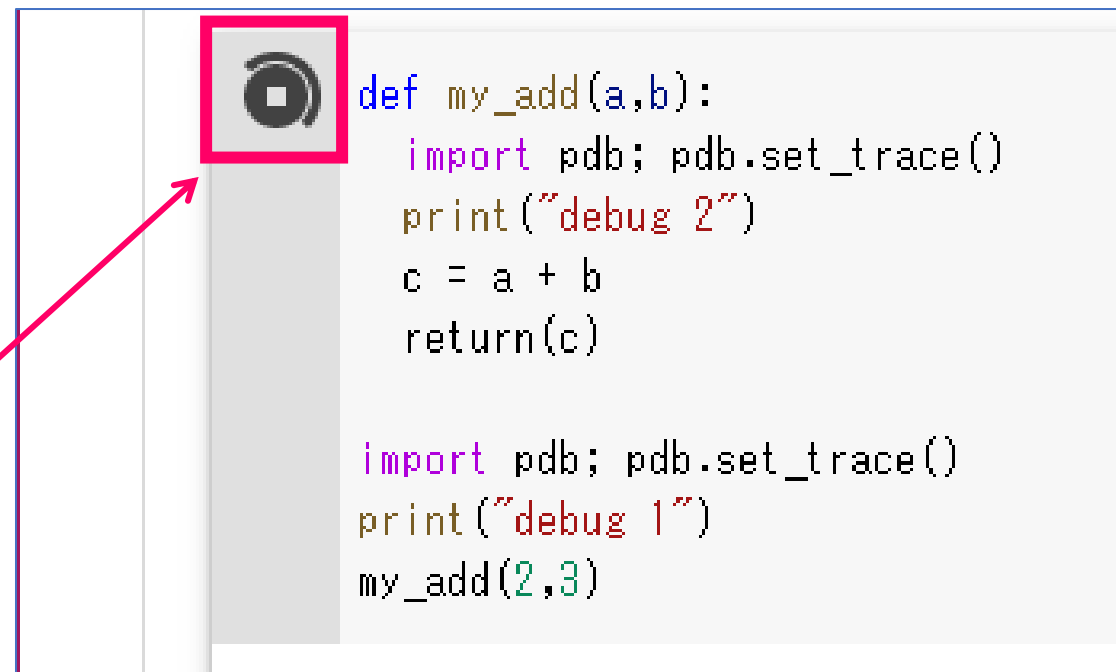 def my_add(a,b):
  import pdb; pdb.set_trace()
  print("debug 2")
  c = a + b
  return(c)

import pdb; pdb.set_trace()
print("debug 1")
my_add(2,3)